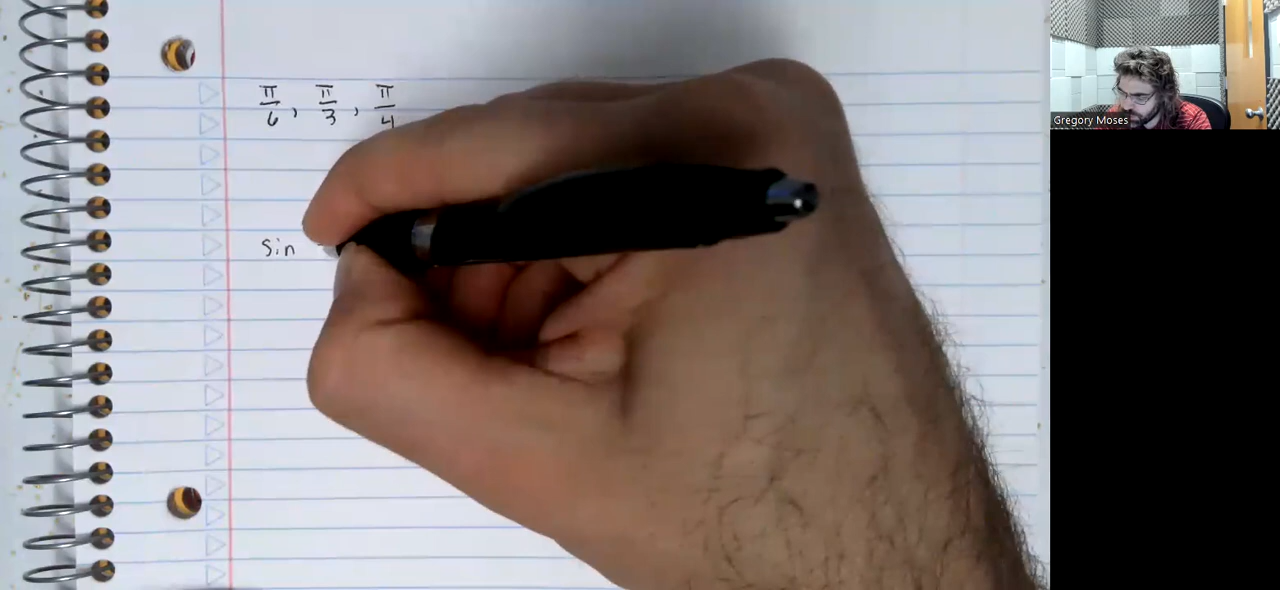 π/6, π/3, π/4
sin
Gregory Moses